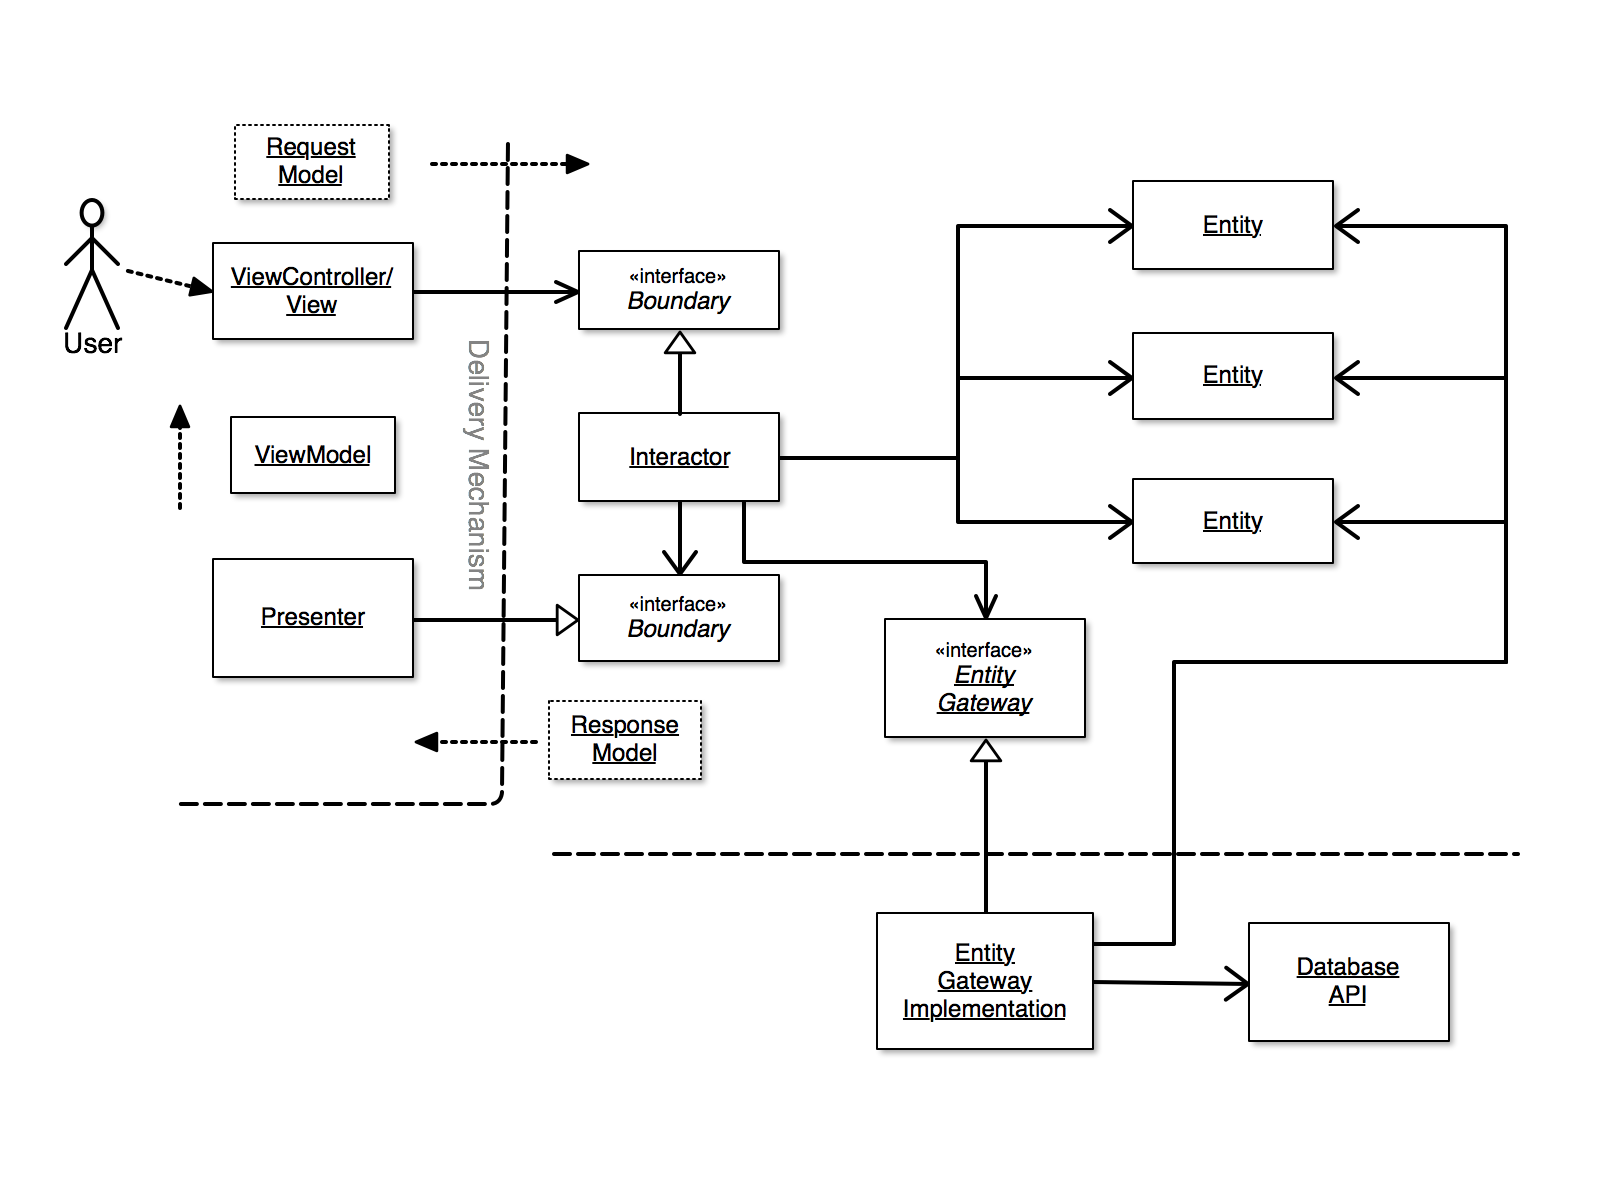 Request
Model
User
ViewController/
View
«interface»
Boundary
Delivery Mechanism
ViewModel
Interactor
Presenter
«interface»
Boundary
Response
Model
Entity
Entity
Entity
«interface»
Entity
Gateway
Entity
Gateway
Implementation
Database
API